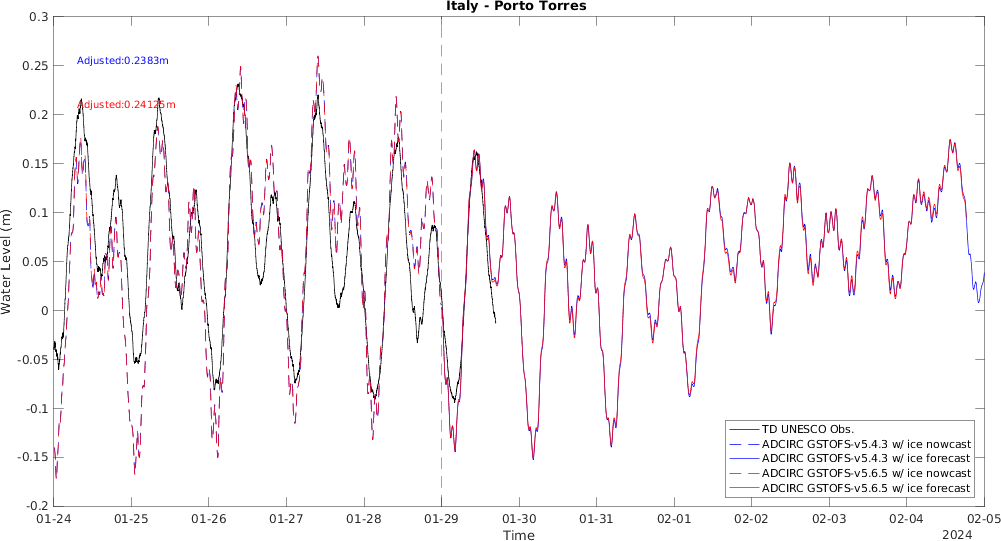 Italy - Porto Torres
0.3
0.25
0.2
0.15
0.1
0.05
0
-0.05
-0.1
-0.15
-0.2
Water Level (m)
Adjusted:0.2383m
Adjusted:0.24125m
TD UNESCO Obs.
ADCIRC GSTOFS-v5.4.3 w/ ice nowcast
ADCIRC GSTOFS-v5.4.3 w/ ice forecast
ADCIRC GSTOFS-v5.6.5 w/ ice nowcast
ADCIRC GSTOFS-v5.6.5 w/ ice forecast
01-24 01-25 01-26 01-27 01-28 01-29 01-30 01-31 02-01 02-02 02-03 02-04 02-05
Time
2024